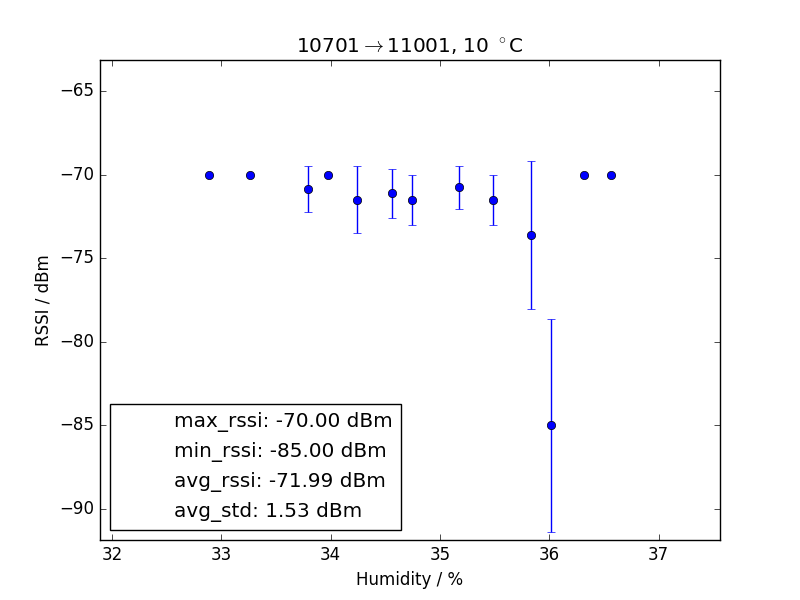 10701→11001, 10 °C
−65
−70
−75
−80
−85
−90
RSSI / dBm
max_rssi: -70.00 dBm
min_rssi: -85.00 dBm
avg_rssi: -71.99 dBm
avg_std: 1.53 dBm
32 33 34 35 36 37
Humidity / %